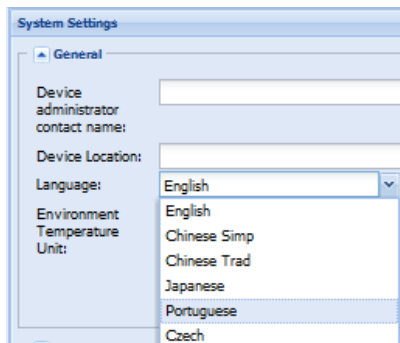 System Settings
General
Device
administrator
contact name:
Device Location:
Language:
English
Environment
Temperature
Unit:
English
Chinese Simp
Chinese Trad
Japanese
Portuguese
Czech